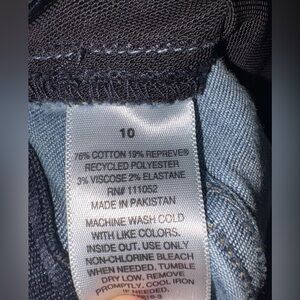 10
76% COTTON 19% REPREVE®
RECYCLED POLYESTER
3% VISCOSE 2% ELASTANE
RN# 111052
MADE IN PAKISTAN
MACHINE WASH COLD
WITH LIKE COLORS.
INSIDE OUT. USE ONLY
NON-CHLORINE BLEACH
WHEN NEEDED. TUMBLE
DRY LOW. REMOVE
PROMPTLY. COOL IRON
IF NEEDED.